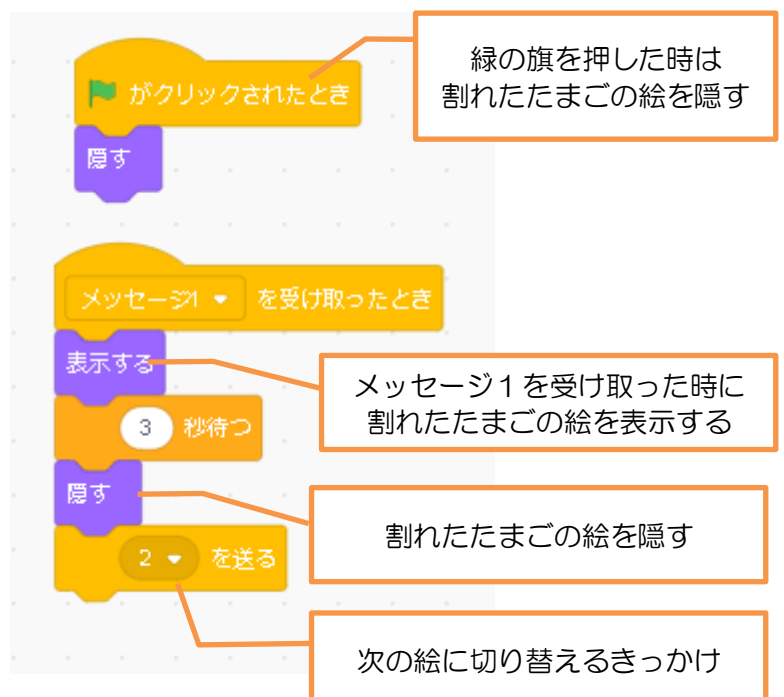 緑の旗を押した時は
割れたたまごの絵を隠す
がクリックされたとき
隠す
メッセージ1 を受け取ったとき
表示する
メッセージ１を受け取った時に
割れたたまごの絵を表示する
3 秒待つ
隠す
割れたたまごの絵を隠す
2 を送る
次の絵に切り替えるきっかけ